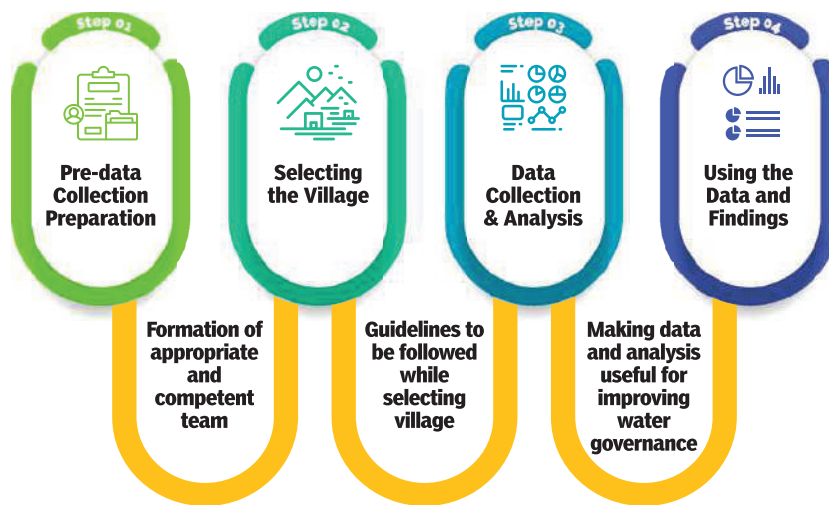 Step 01
Step 02
Step 03
Step 04
Pre-data
Collection
Preparation
Selecting
the Village
Data
Collection
& Analysis
Using the
Data and
Findings
Formation of
appropriate
and
competent
team
Guidelines to
be followed
while
selecting
village
Making data
and analysis
useful for
improving
water
governance